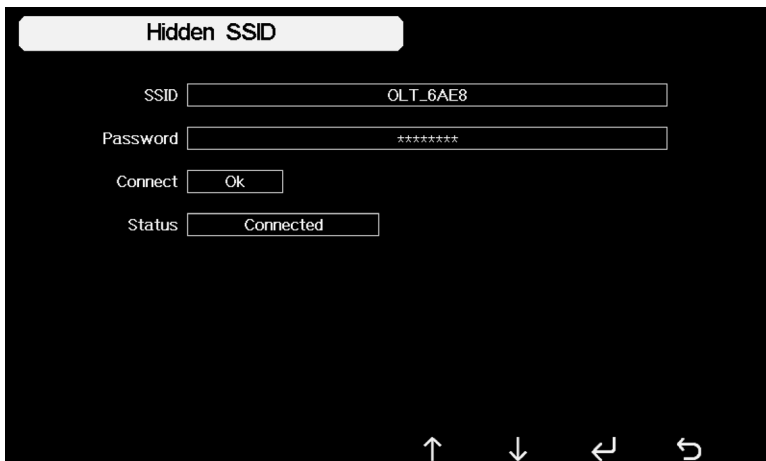 Hidden SSID
SSID OLT_6AE8
Password ********
Connect Ok
Status Connected